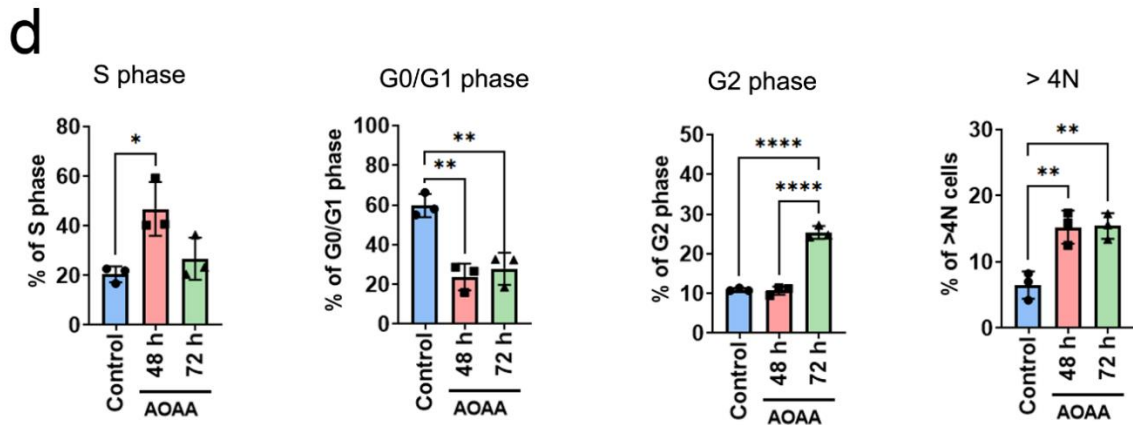 d
S phase
% of S phase
80
60
40
20
0
*
Control
48 h
72 h
AOAA
G0/G1 phase
% of G0/G1 phase
100
80
60
40
20
0
**
**
Control
48 h
72 h
AOAA
G2 phase
% of G2 phase
50
40
30
20
10
0
****
****
Control
48 h
72 h
AOAA
> 4N
% of >4N cells
30
20
10
0
**
**
Control
48 h
72 h
AOAA